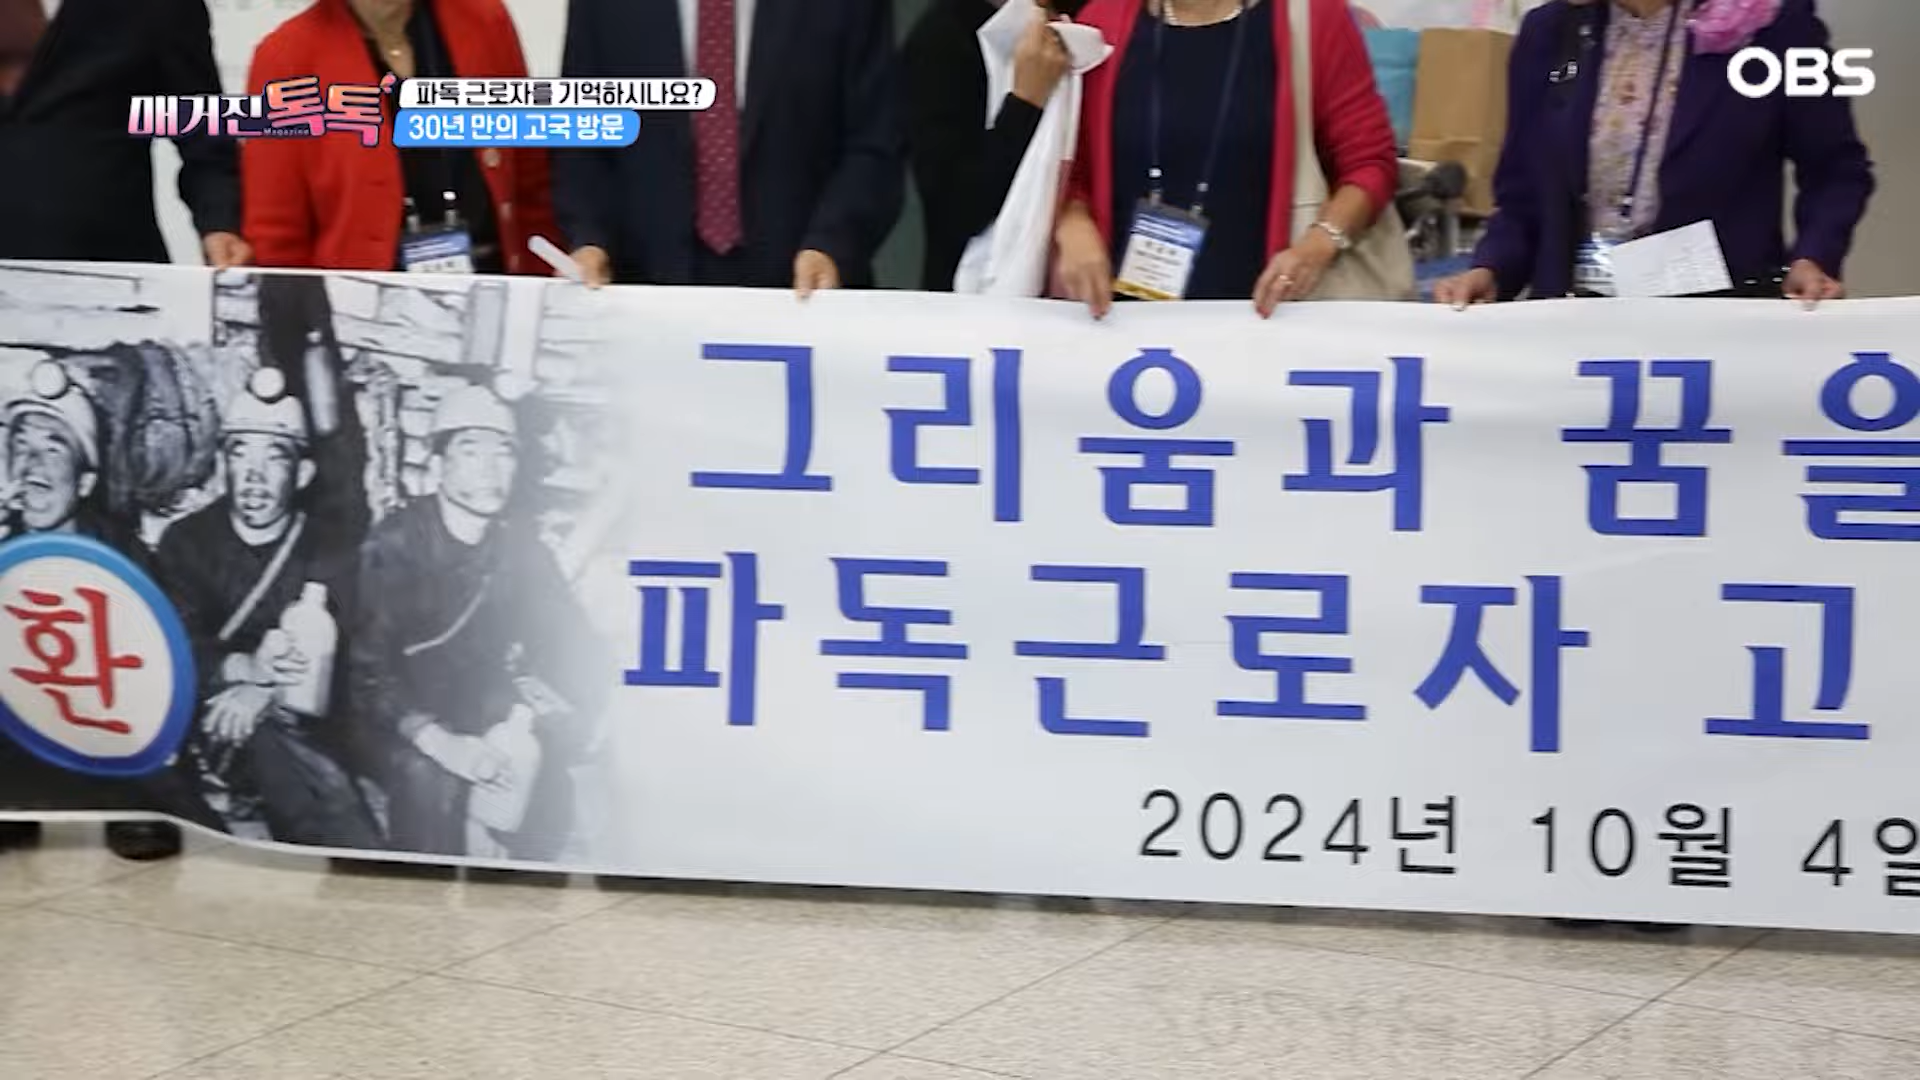 매거진 톡톡
Magazine
파독 근로자를 기억하시나요?
30년 만의 고국 방문
OBS
그리움과 꿈을
파독근로자 고
환
2024년 10월 4일